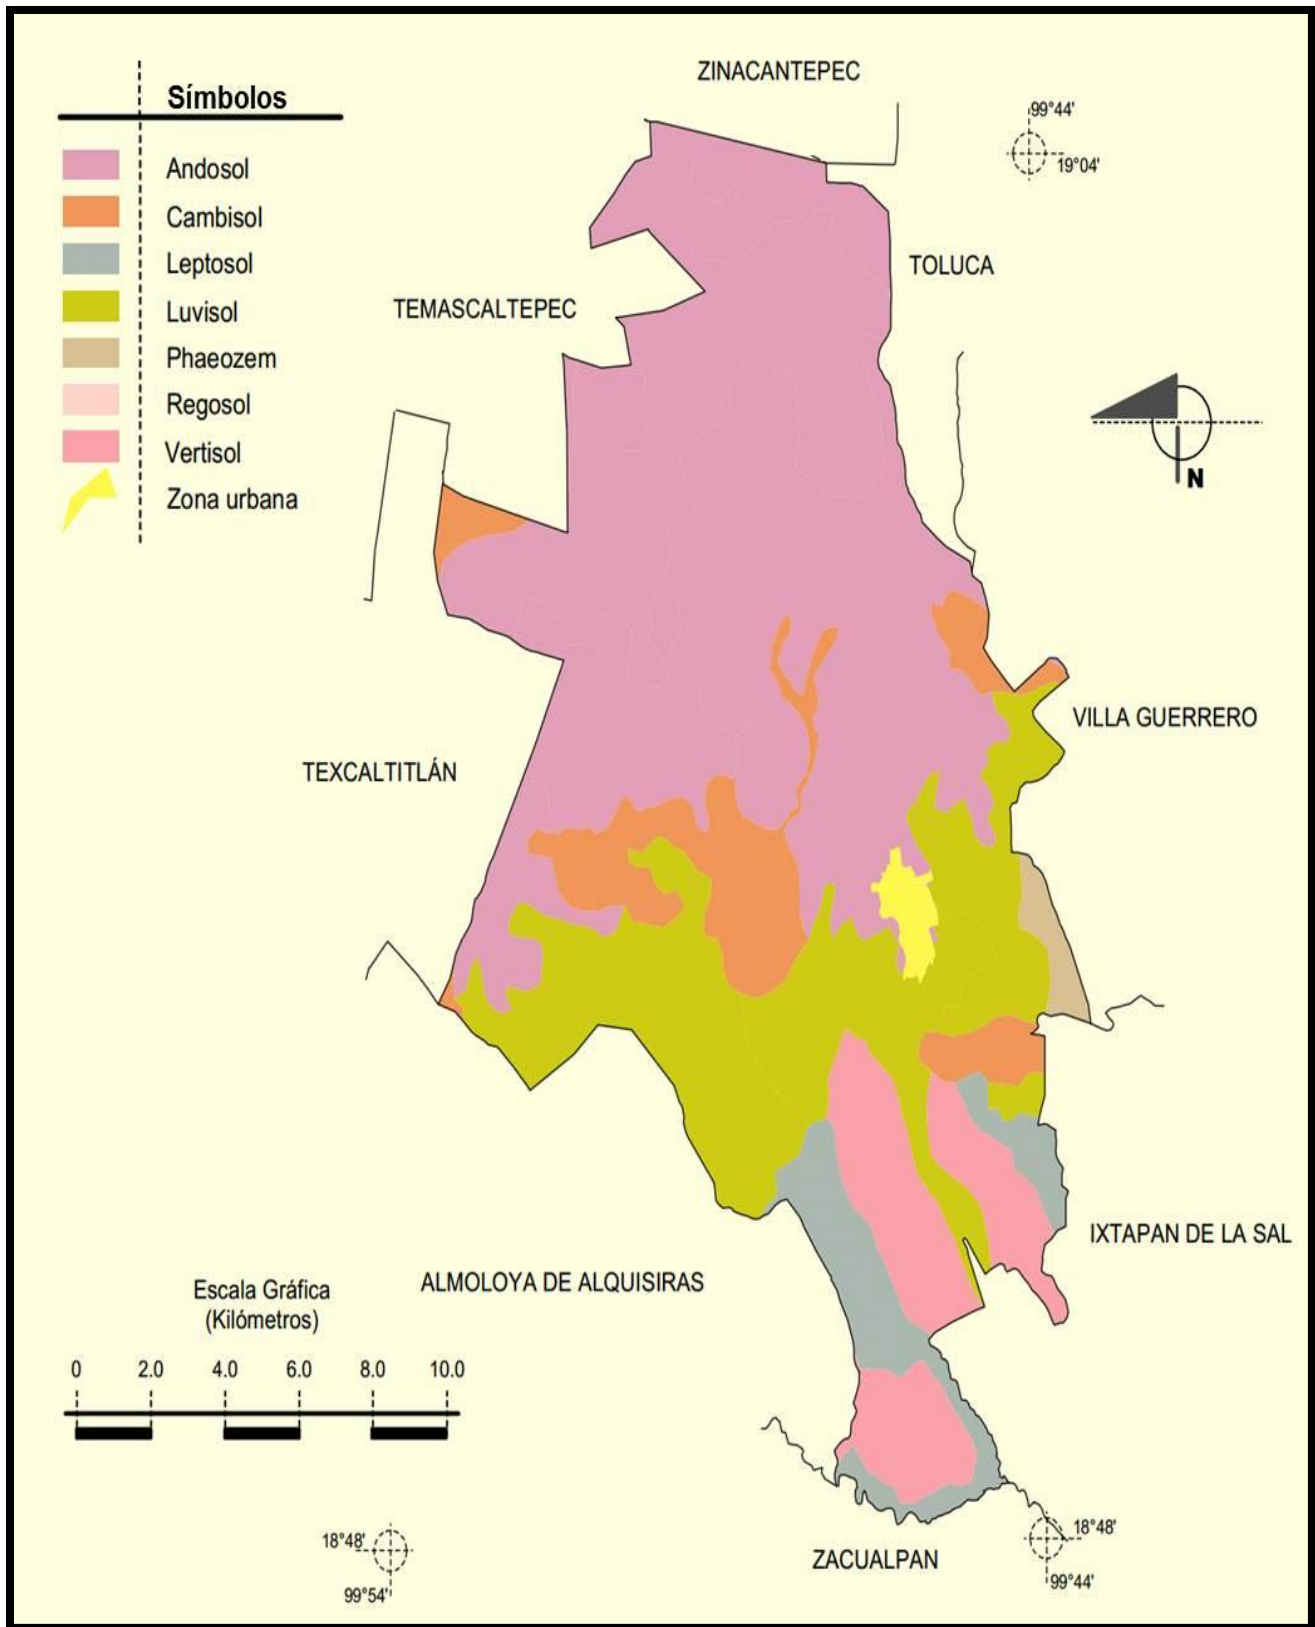 ZINACANTEPEC
Símbolos
99°44'
19°04'
Andosol
Cambisol
Leptosol
Luvisol
Phaeozem
Regosol
Vertisol
Zona urbana
TOLUCA
TEMASCALTEPEC
N
VILLA GUERRERO
TEXCALTITLÁN
IXTAPAN DE LA SAL
ALMOLOYA DE ALQUISIRAS
Escala Gráfica
(Kilómetros)
0 2.0 4.0 6.0 8.0 10.0
18°48'
99°54'
18°48'
99°44'
ZACUALPAN